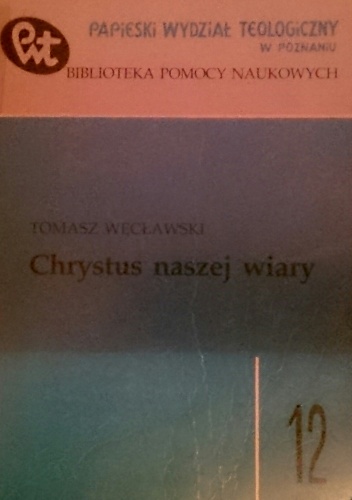 PWT
PAPIESKI WYDZIAŁ TEOLOGICZNY
W POZNANIU
BIBLIOTEKA POMOCY NAUKOWYCH
TOMASZ WĘCŁAWSKI
Chrystus naszej wiary
12